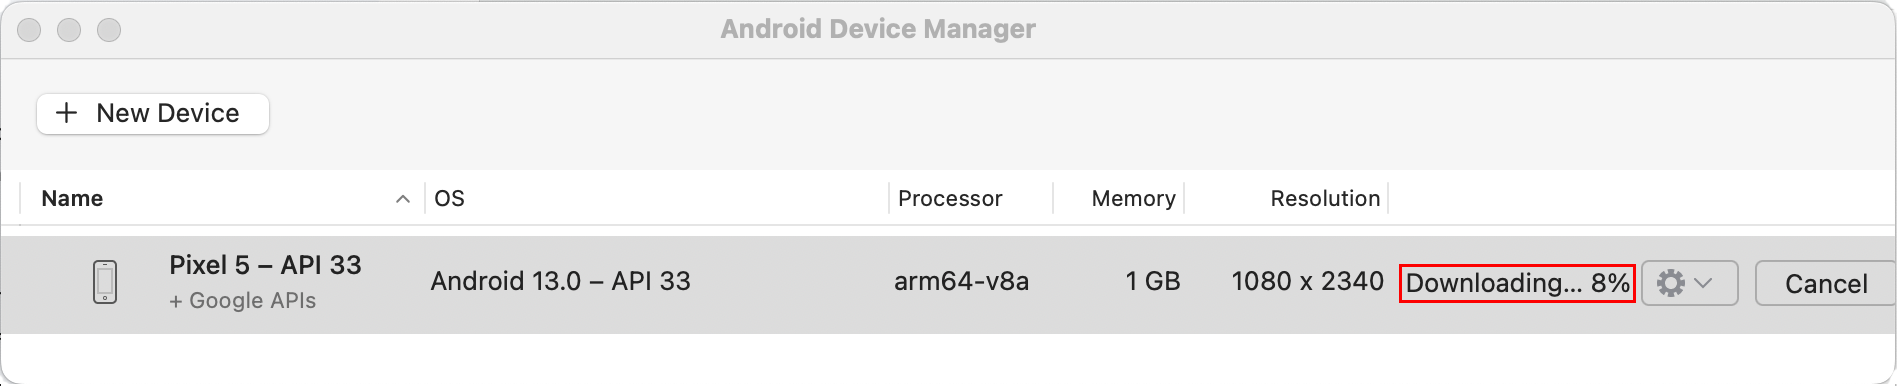 Android Device Manager
+ New Device
Name OS Processor Memory Resolution
Pixel 5 – API 33 Android 13.0 – API 33 arm64-v8a 1 GB 1080 x 2340 Downloading... 8% Cancel
+ Google APIs